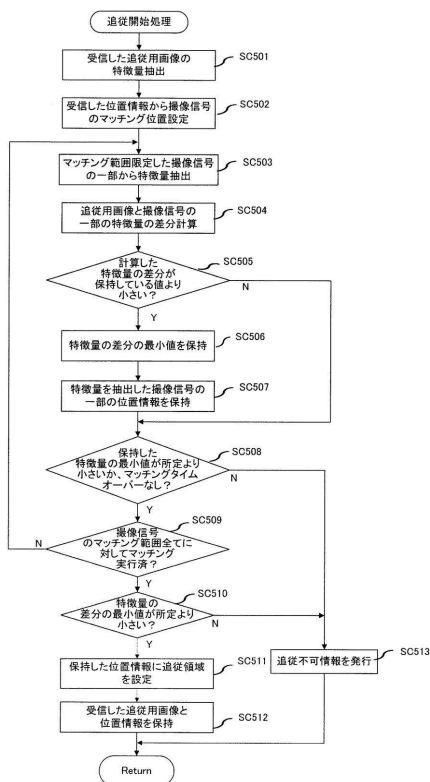 追従開始処理
受信した追従用画像の
特徴量抽出
SC501
受信した位置情報から撮像信号
のマッチング位置設定
SC502
マッチング範囲限定した撮像信号
の一部から特徴量抽出
SC503
追従用画像と撮像信号の
一部の特徴量の差分計算
SC504
計算した
特徴量の差分が
保持している値より
小さい?
SC505
N
Y
特徴量の差分の最小値を保持
SC506
特徴量を抽出した撮像信号の
一部の位置情報を保持
SC507
保持した
特徴量の最小値が所定より
小さいか、マッチングタイム
オーバーなし?
SC508
N
Y
撮像信号
のマッチング範囲全てに
対してマッチング
実行済?
SC509
N
Y
特徴量の
差分の最小値が所定より
小さい?
SC510
N
Y
保持した位置情報に追従領域
を設定
SC511
追従不可情報を発行
SC513
受信した追従用画像と
位置情報を保持
SC512
Return